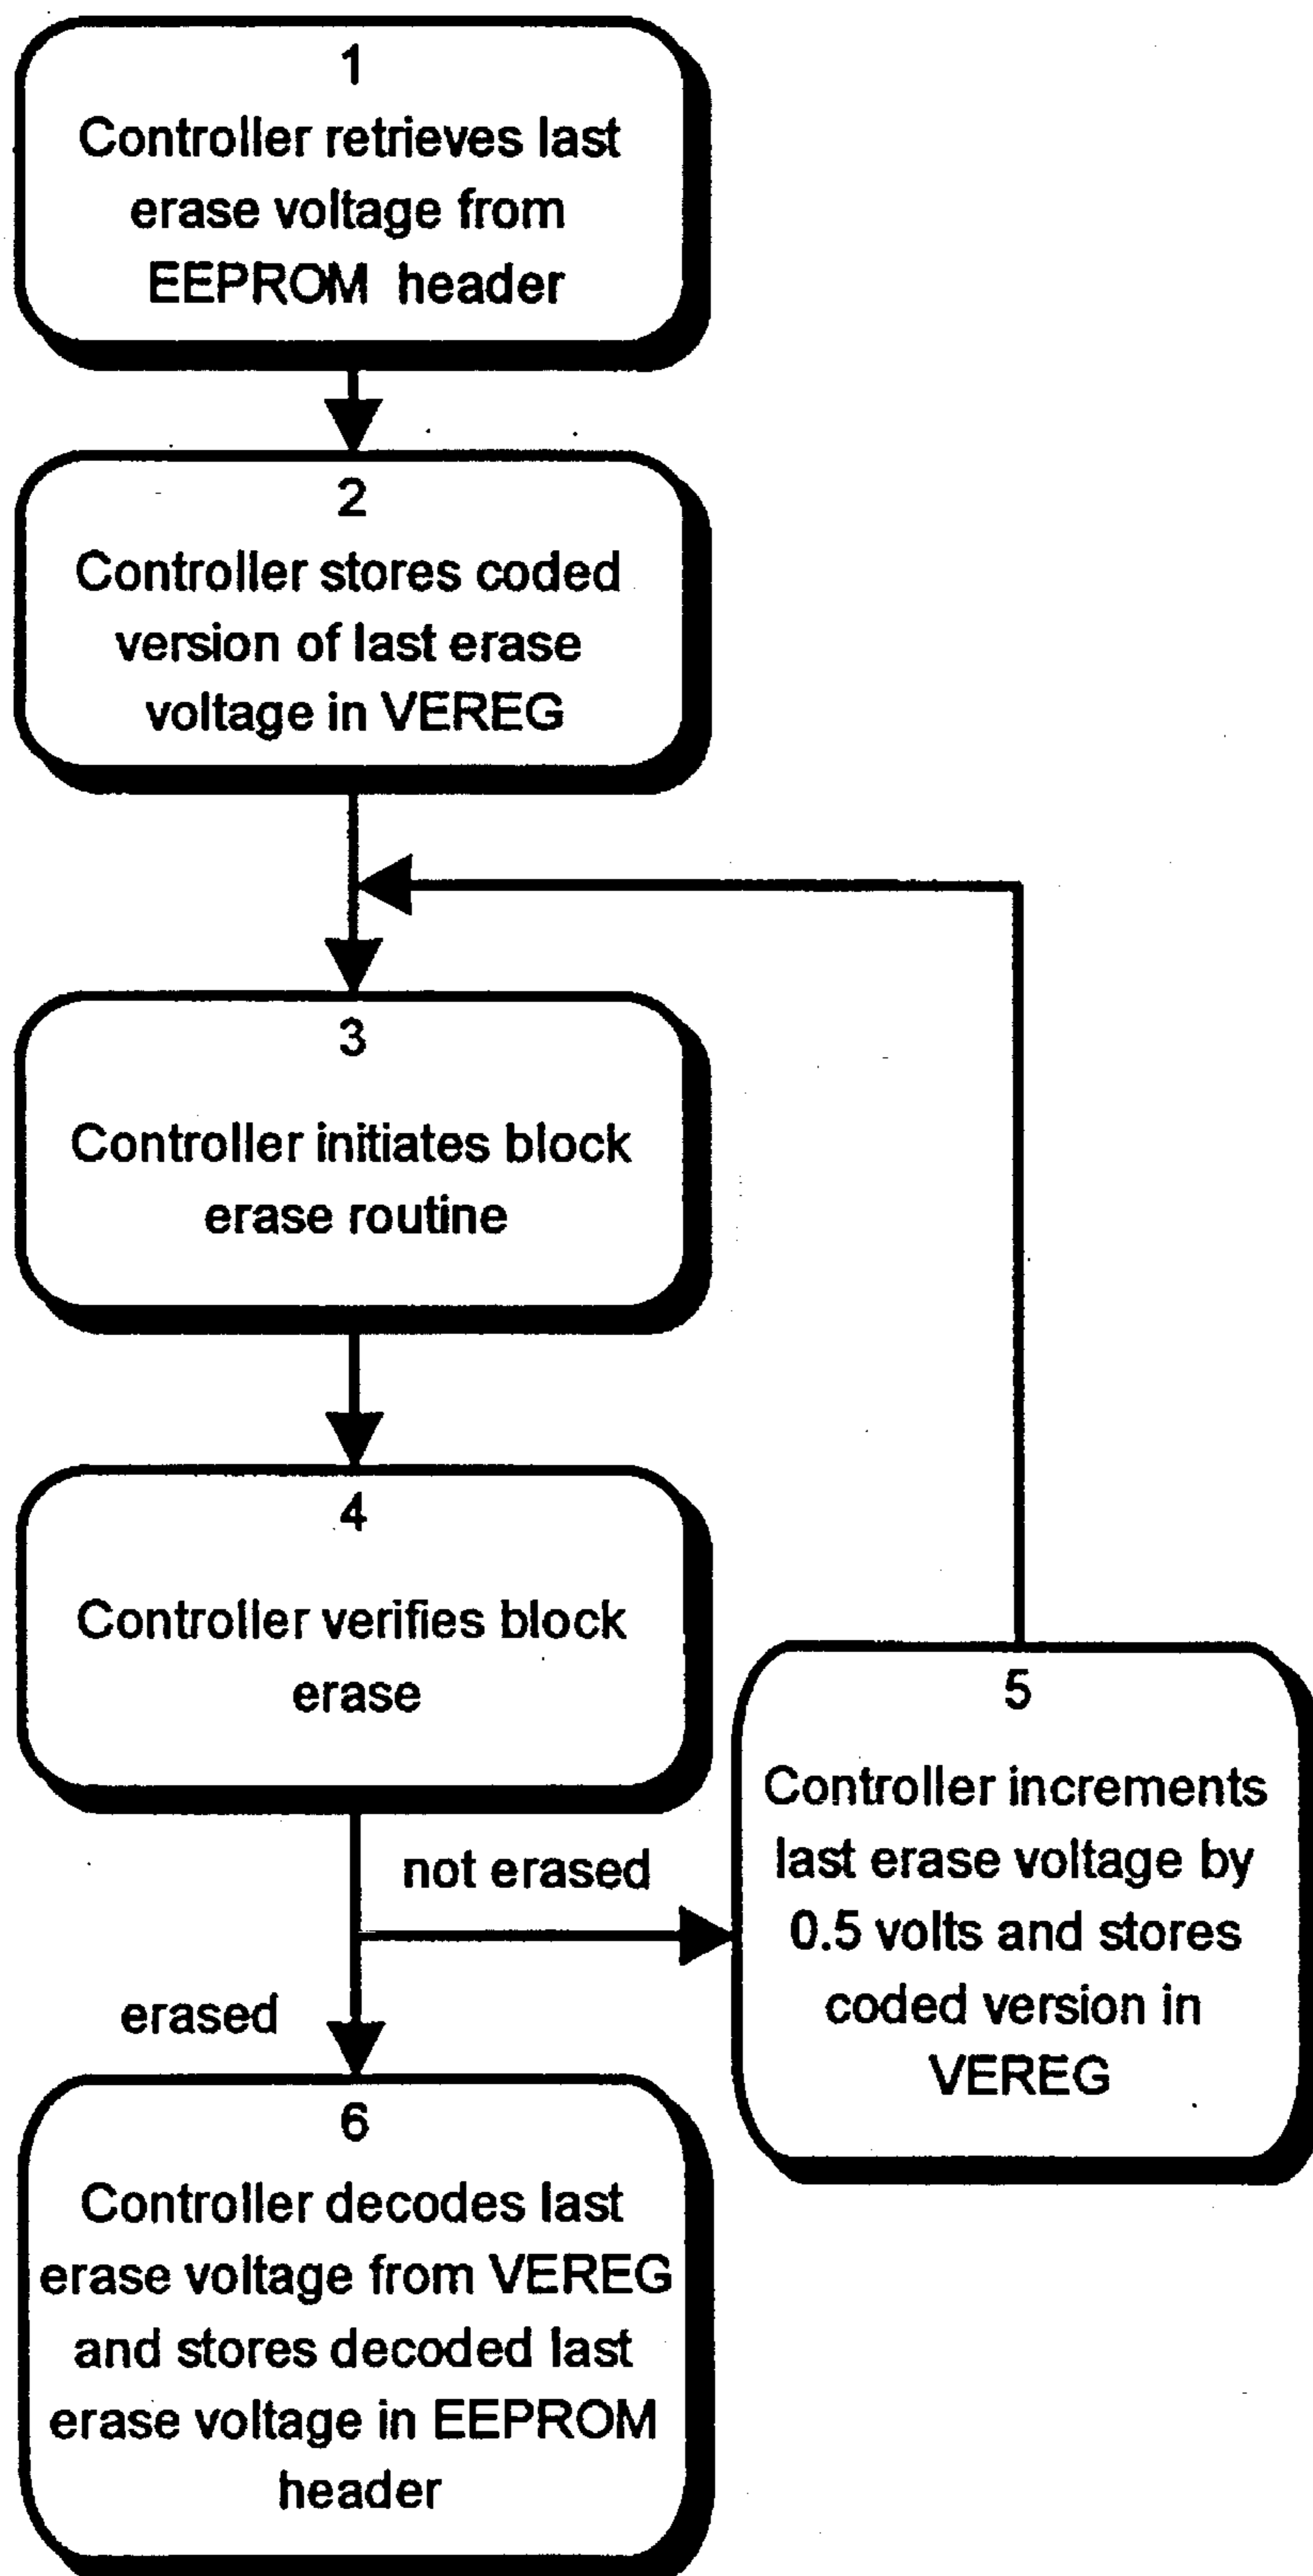 1
Controller retrieves last
erase voltage from
EEPROM header
2
Controller stores coded
version of last erase
voltage in VEREG
3
Controller initiates block
erase routine
4
Controller verifies block
erase
not erased
erased
5
Controller increments
last erase voltage by
0.5 volts and stores
coded version in
VEREG
6
Controller decodes last
erase voltage from VEREG
and stores decoded last
erase voltage in EEPROM
header